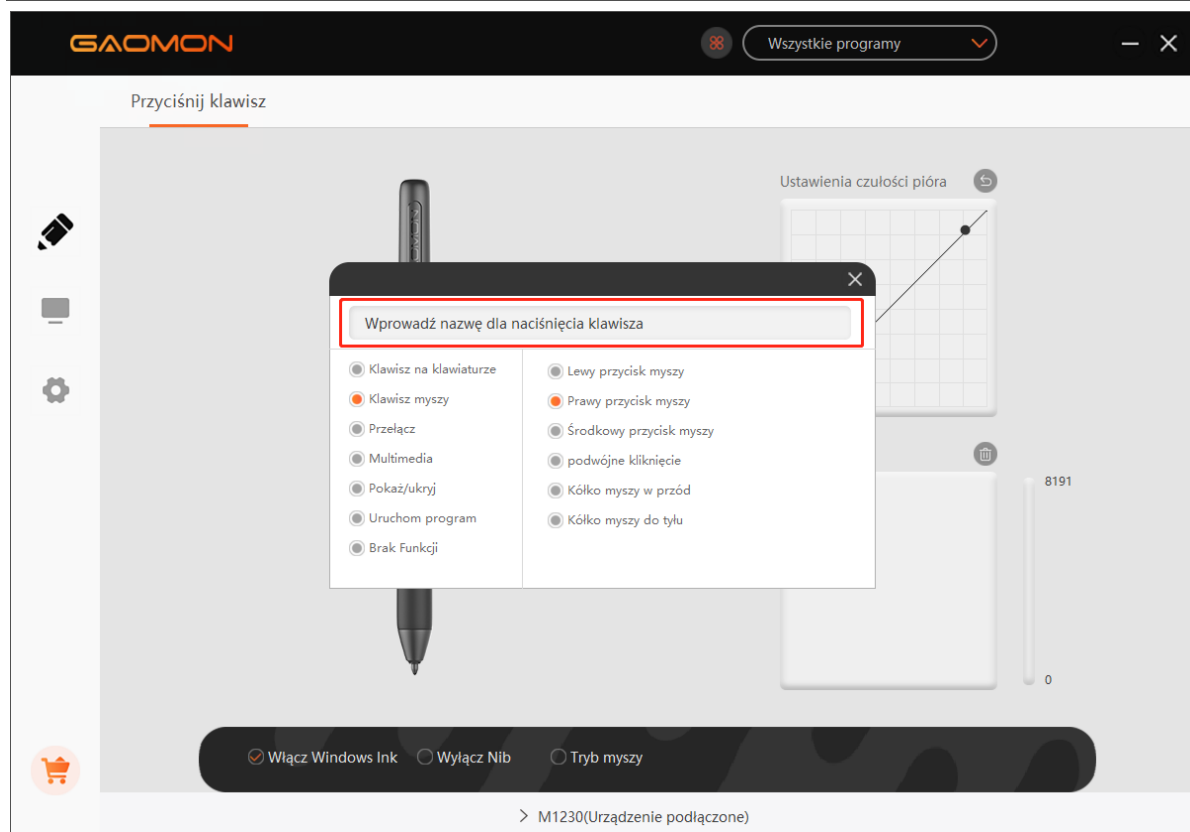 GAOMON
Wszystkie programy
Przyciśnij klawisz
Ustawienia czułości pióra
Wprowadź nazwę dla naciśnięcia klawisza
Klawisz na klawiaturze
Klawisz myszy
Przełącz
Multimedia
Pokaż/ukryj
Uruchom program
Brak Funkcji
Lewy przycisk myszy
Prawy przycisk myszy
Środkowy przycisk myszy
podwójne kliknięcie
Kółko myszy w przód
Kółko myszy do tyłu
8191
0
Włącz Windows Ink
Wyłącz Nib
Tryb myszy
M1230(Urządzenie podłączone)